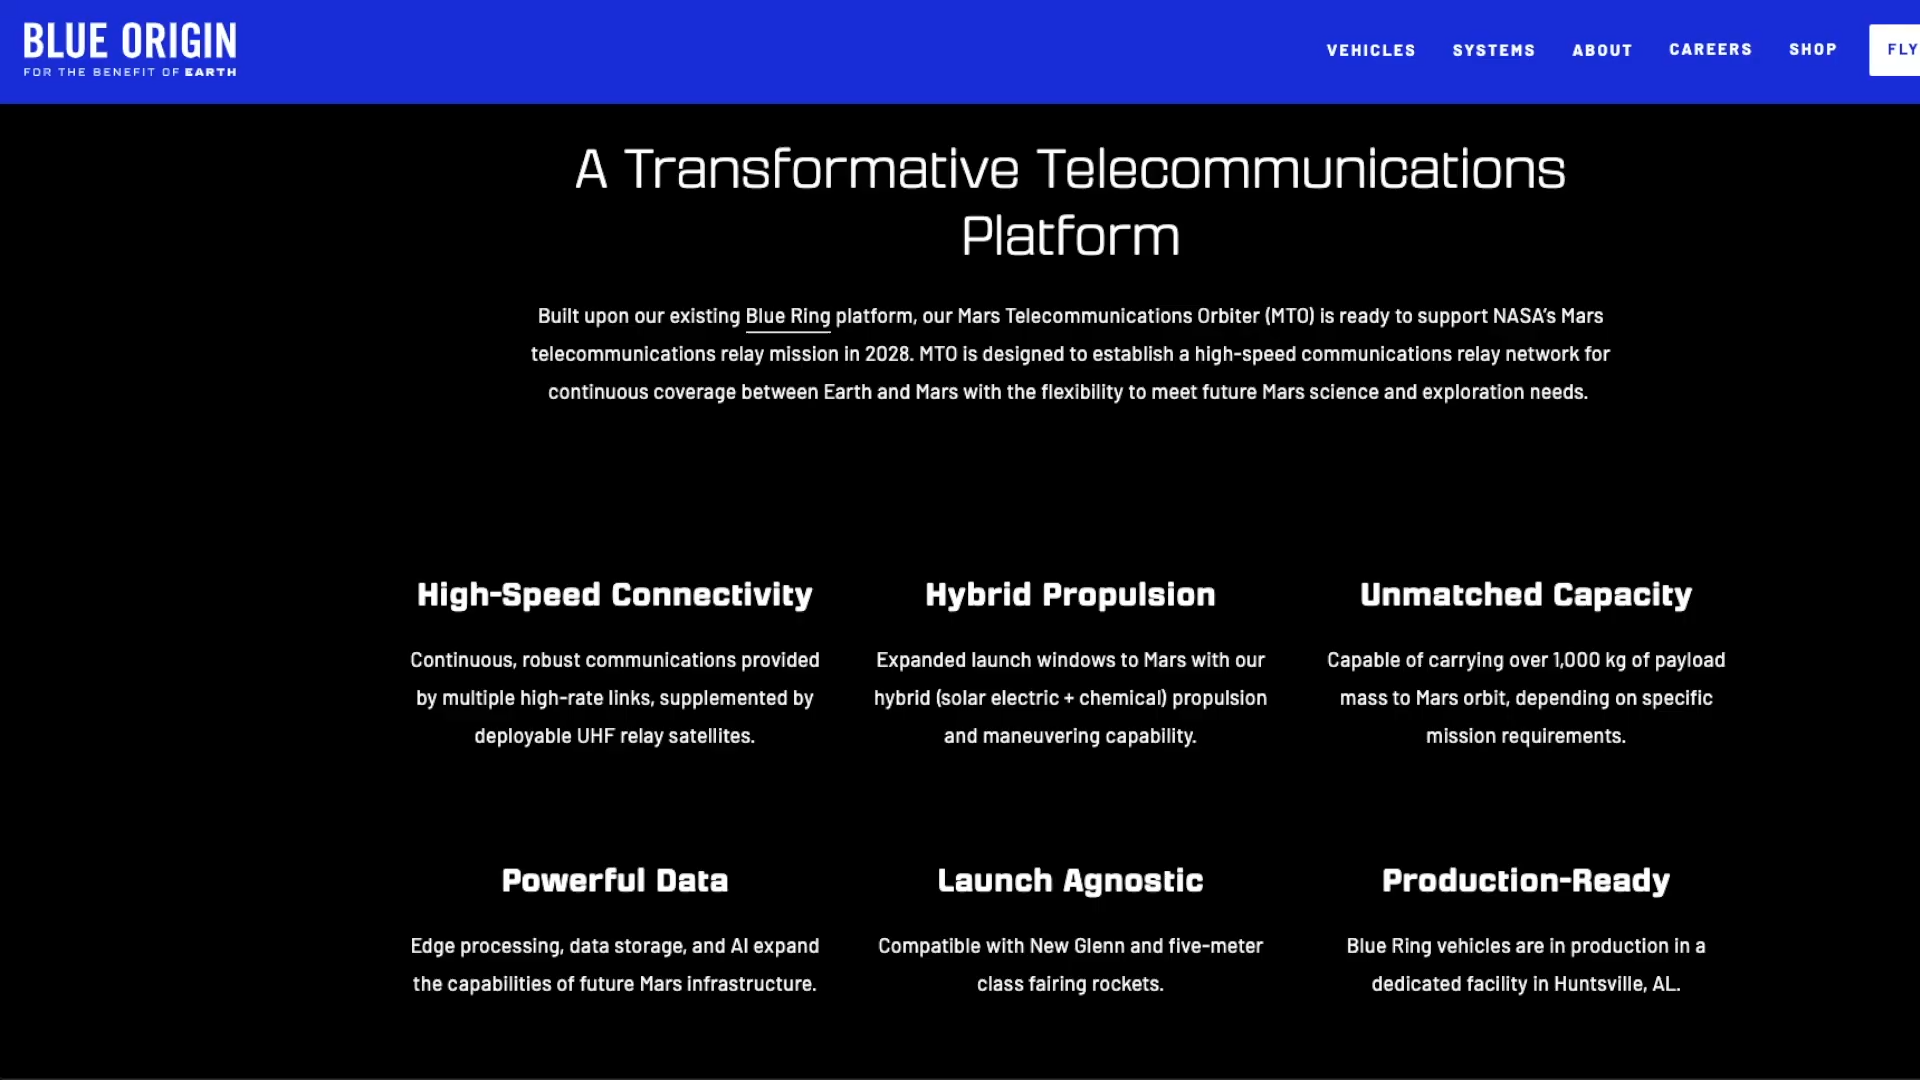 BLUE ORIGIN
FOR THE BENEFIT OF EARTH
VEHICLES SYSTEMS ABOUT CAREERS SHOP FLY
A Transformative Telecommunications
Platform
Built upon our existing Blue Ring platform, our Mars Telecommunications Orbiter (MTO) is ready to support NASA’s Mars
telecommunications relay mission in 2028. MTO is designed to establish a high-speed communications relay network for
continuous coverage between Earth and Mars with the flexibility to meet future Mars science and exploration needs.
High-Speed Connectivity
Continuous, robust communications provided
by multiple high-rate links, supplemented by
deployable UHF relay satellites.
Hybrid Propulsion
Expanded launch windows to Mars with our
hybrid (solar electric + chemical) propulsion
and maneuvering capability.
Unmatched Capacity
Capable of carrying over 1,000 kg of payload
mass to Mars orbit, depending on specific
mission requirements.
Powerful Data
Edge processing, data storage, and AI expand
the capabilities of future Mars infrastructure.
Launch Agnostic
Compatible with New Glenn and five-meter
class fairing rockets.
Production-Ready
Blue Ring vehicles are in production in a
dedicated facility in Huntsville, AL.